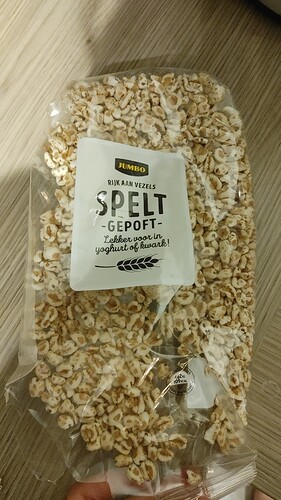 JUMBO
RIJK AAN VEZELS
SPELT
-GEPOFT-
Lekker voor in
yoghurt of kwark!